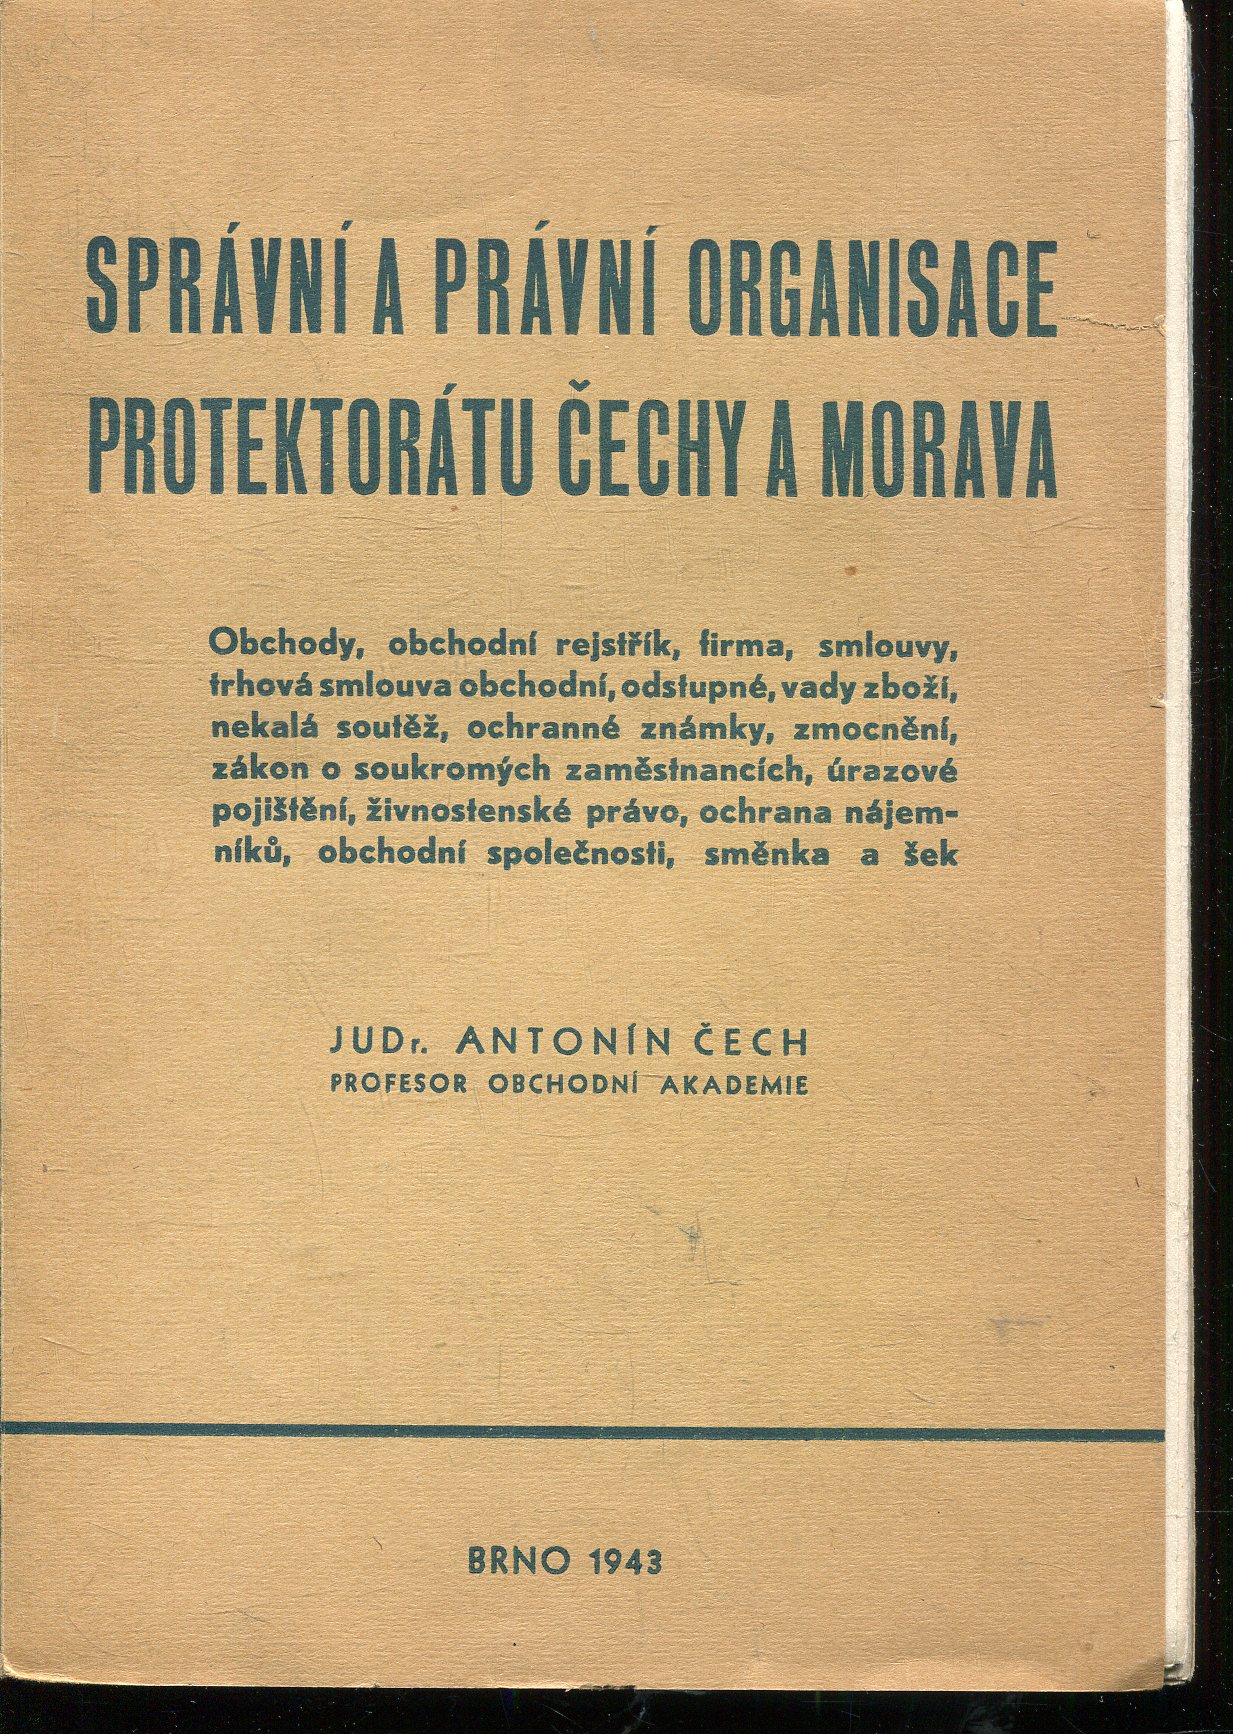 SPRÁVNÍ A PRÁVNÍ ORGANISACE
PROTEKTORÁTU ČECHY A MORAVA
Obchody, obchodní rejstřík, firma, smlouvy,
trhová smlouva obchodní, odstupné, vady zboží,
nekalá soutěž, ochranné známky, zmocnění,
zákon o soukromých zaměstnancích, úrazové
pojištění, živnostenské právo, ochrana nájem-
níků, obchodní společnosti, směnka a šek
JUDr. ANTONÍN ČECH
PROFESOR OBCHODNÍ AKADEMIE
BRNO 1943